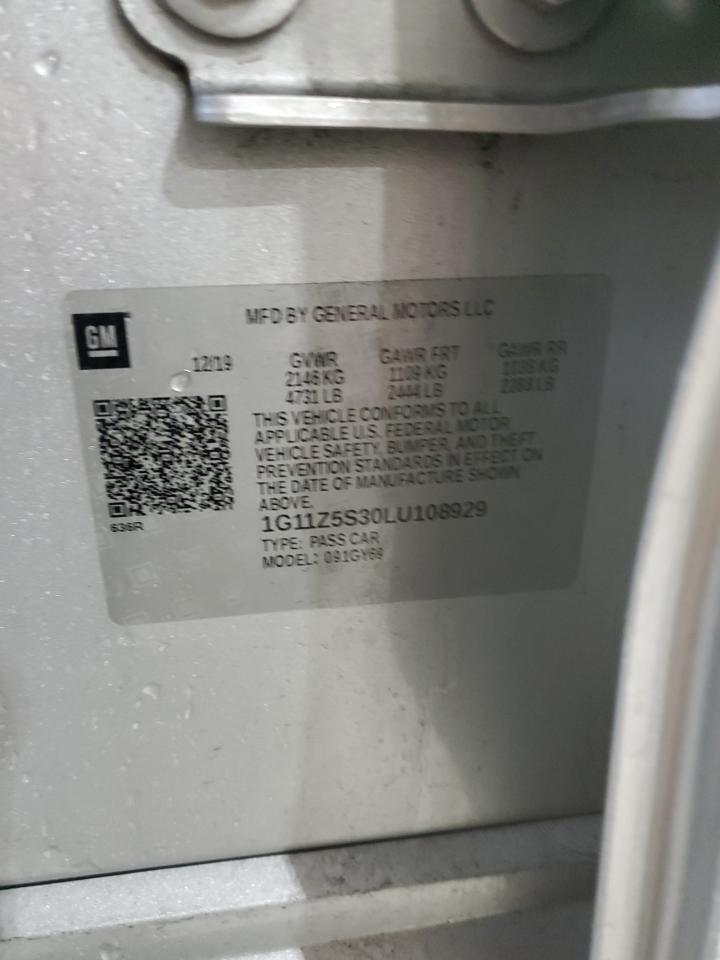 MFD BY GENERAL MOTORS LLC
GM
12/19
GVWR GAWR FRT GAWR RR
2146 KG 1109 KG 1038 KG
4731 LB 2444 LB 2288 LB
THIS VEHICLE CONFORMS TO ALL
APPLICABLE U.S. FEDERAL MOTOR
VEHICLE SAFETY, BUMPER, AND THEFT
PREVENTION STANDARDS IN EFFECT ON
THE DATE OF MANUFACTURE SHOWN
ABOVE.
636R
1G11Z5S30LU108929
TYPE: PASS CAR
MODEL: 091GY69